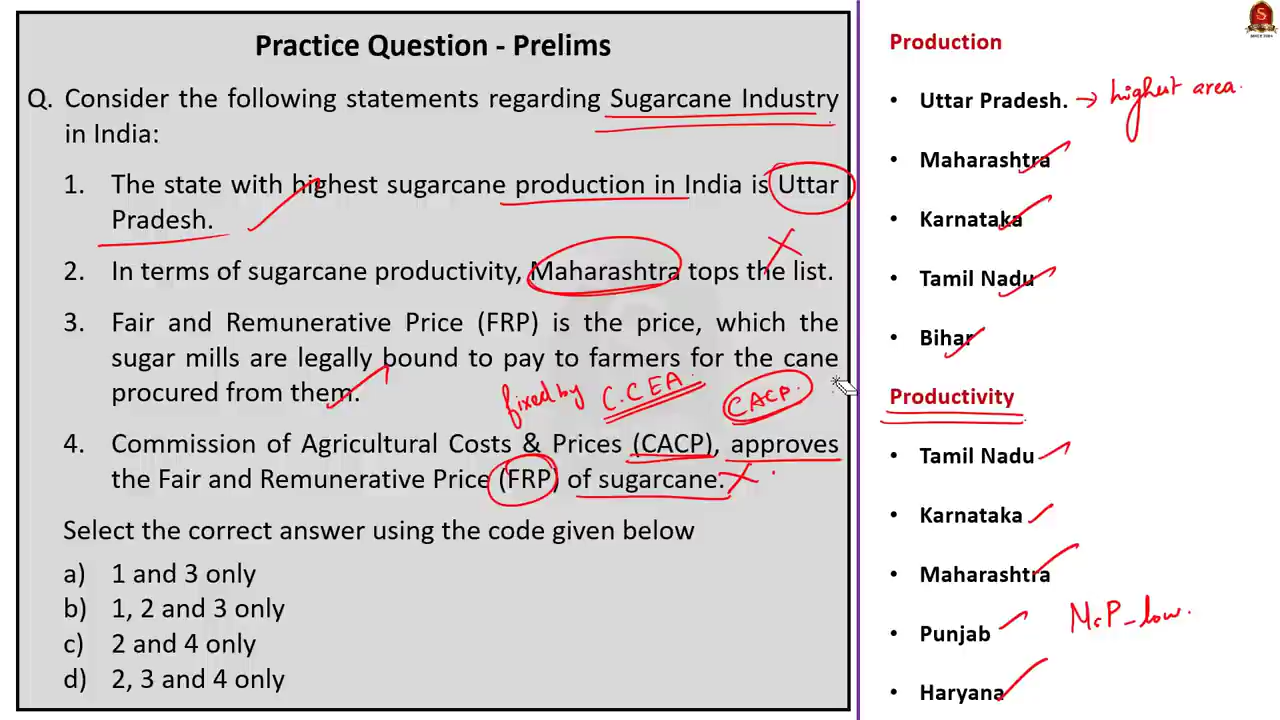 Practice Question - Prelims
Q. Consider the following statements regarding Sugarcane Industry
in India:
1. The state with highest sugarcane production in India is Uttar
Pradesh.
2. In terms of sugarcane productivity, Maharashtra tops the list.
3. Fair and Remunerative Price (FRP) is the price, which the
sugar mills are legally bound to pay to farmers for the cane
procured from them.
fixed by C.C.E.A. CACP.
4. Commission of Agricultural Costs & Prices (CACP), approves
the Fair and Remunerative Price (FRP) of sugarcane.
Select the correct answer using the code given below
a) 1 and 3 only
b) 1, 2 and 3 only
c) 2 and 4 only
d) 2, 3 and 4 only
Production
• Uttar Pradesh. → highest area.
• Maharashtra
• Karnataka
• Tamil Nadu
• Bihar
Productivity
• Tamil Nadu
• Karnataka
• Maharashtra
• Punjab
M.P - low.
• Haryana